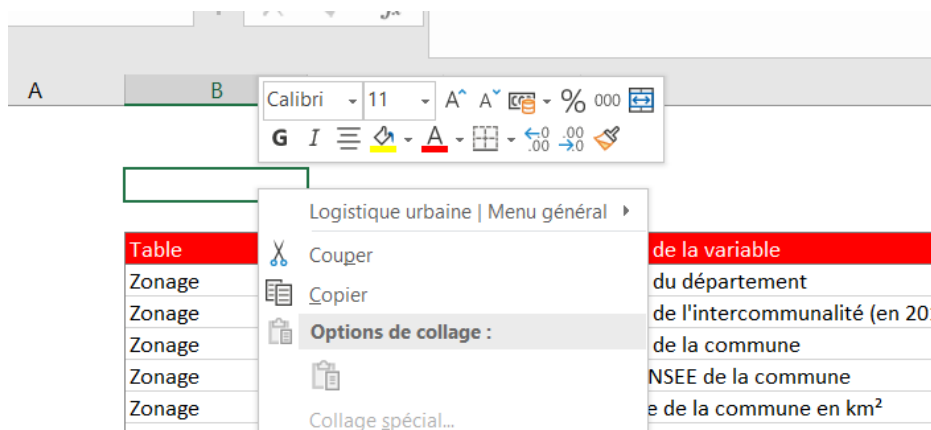 fx
A B
Calibri 11 A^ A˅ % 000
G I A ←0 .00 .00 →0
Logistique urbaine | Menu général
Table de la variable
Couper
Zonage du département
Copier
Zonage de l'intercommunalité (en 20
Options de collage :
Zonage de la commune
Zonage NSEE de la commune
Zonage e de la commune en km²
Collage spécial...